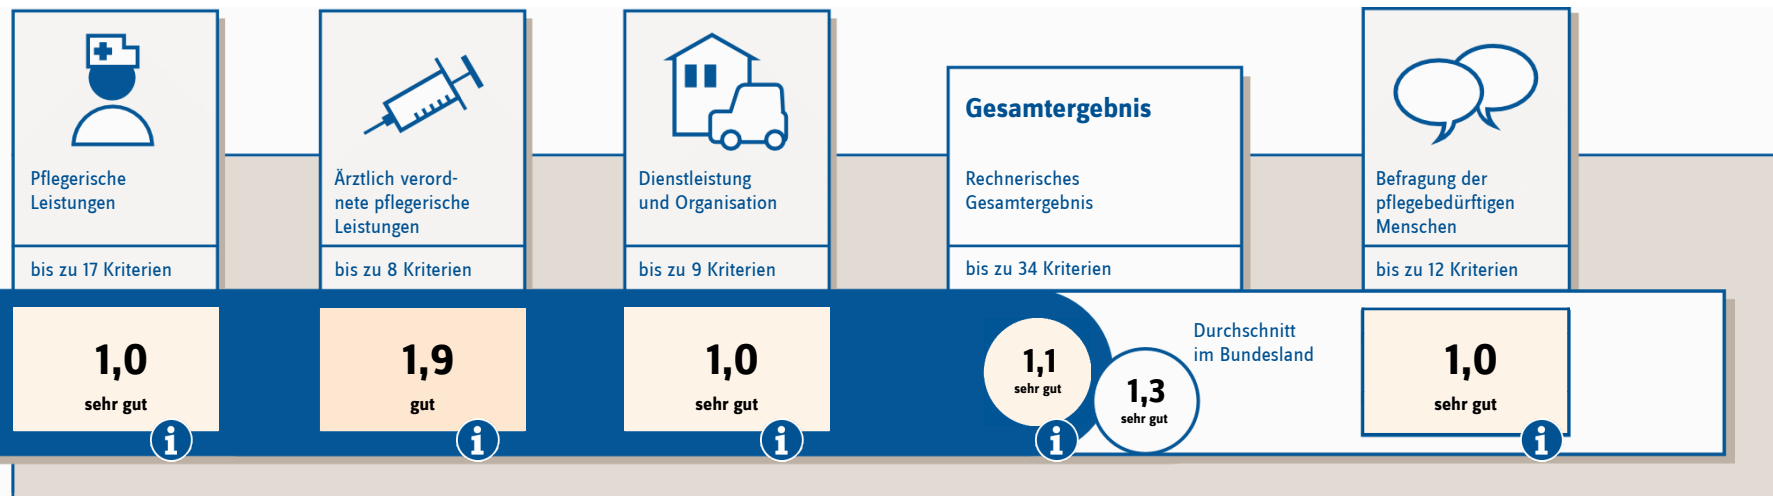 Pflegerische
Leistungen
bis zu 17 Kriterien
1,0
sehr gut
i
Ärztlich verord-
nete pflegerische
Leistungen
bis zu 8 Kriterien
1,9
gut
i
Dienstleistung
und Organisation
bis zu 9 Kriterien
1,0
sehr gut
i
Gesamtergebnis
Rechnerisches
Gesamtergebnis
bis zu 34 Kriterien
1,1
sehr gut
i
1,3
sehr gut
Durchschnitt
im Bundesland
Befragung der
pflegebedürftigen
Menschen
bis zu 12 Kriterien
1,0
sehr gut
i